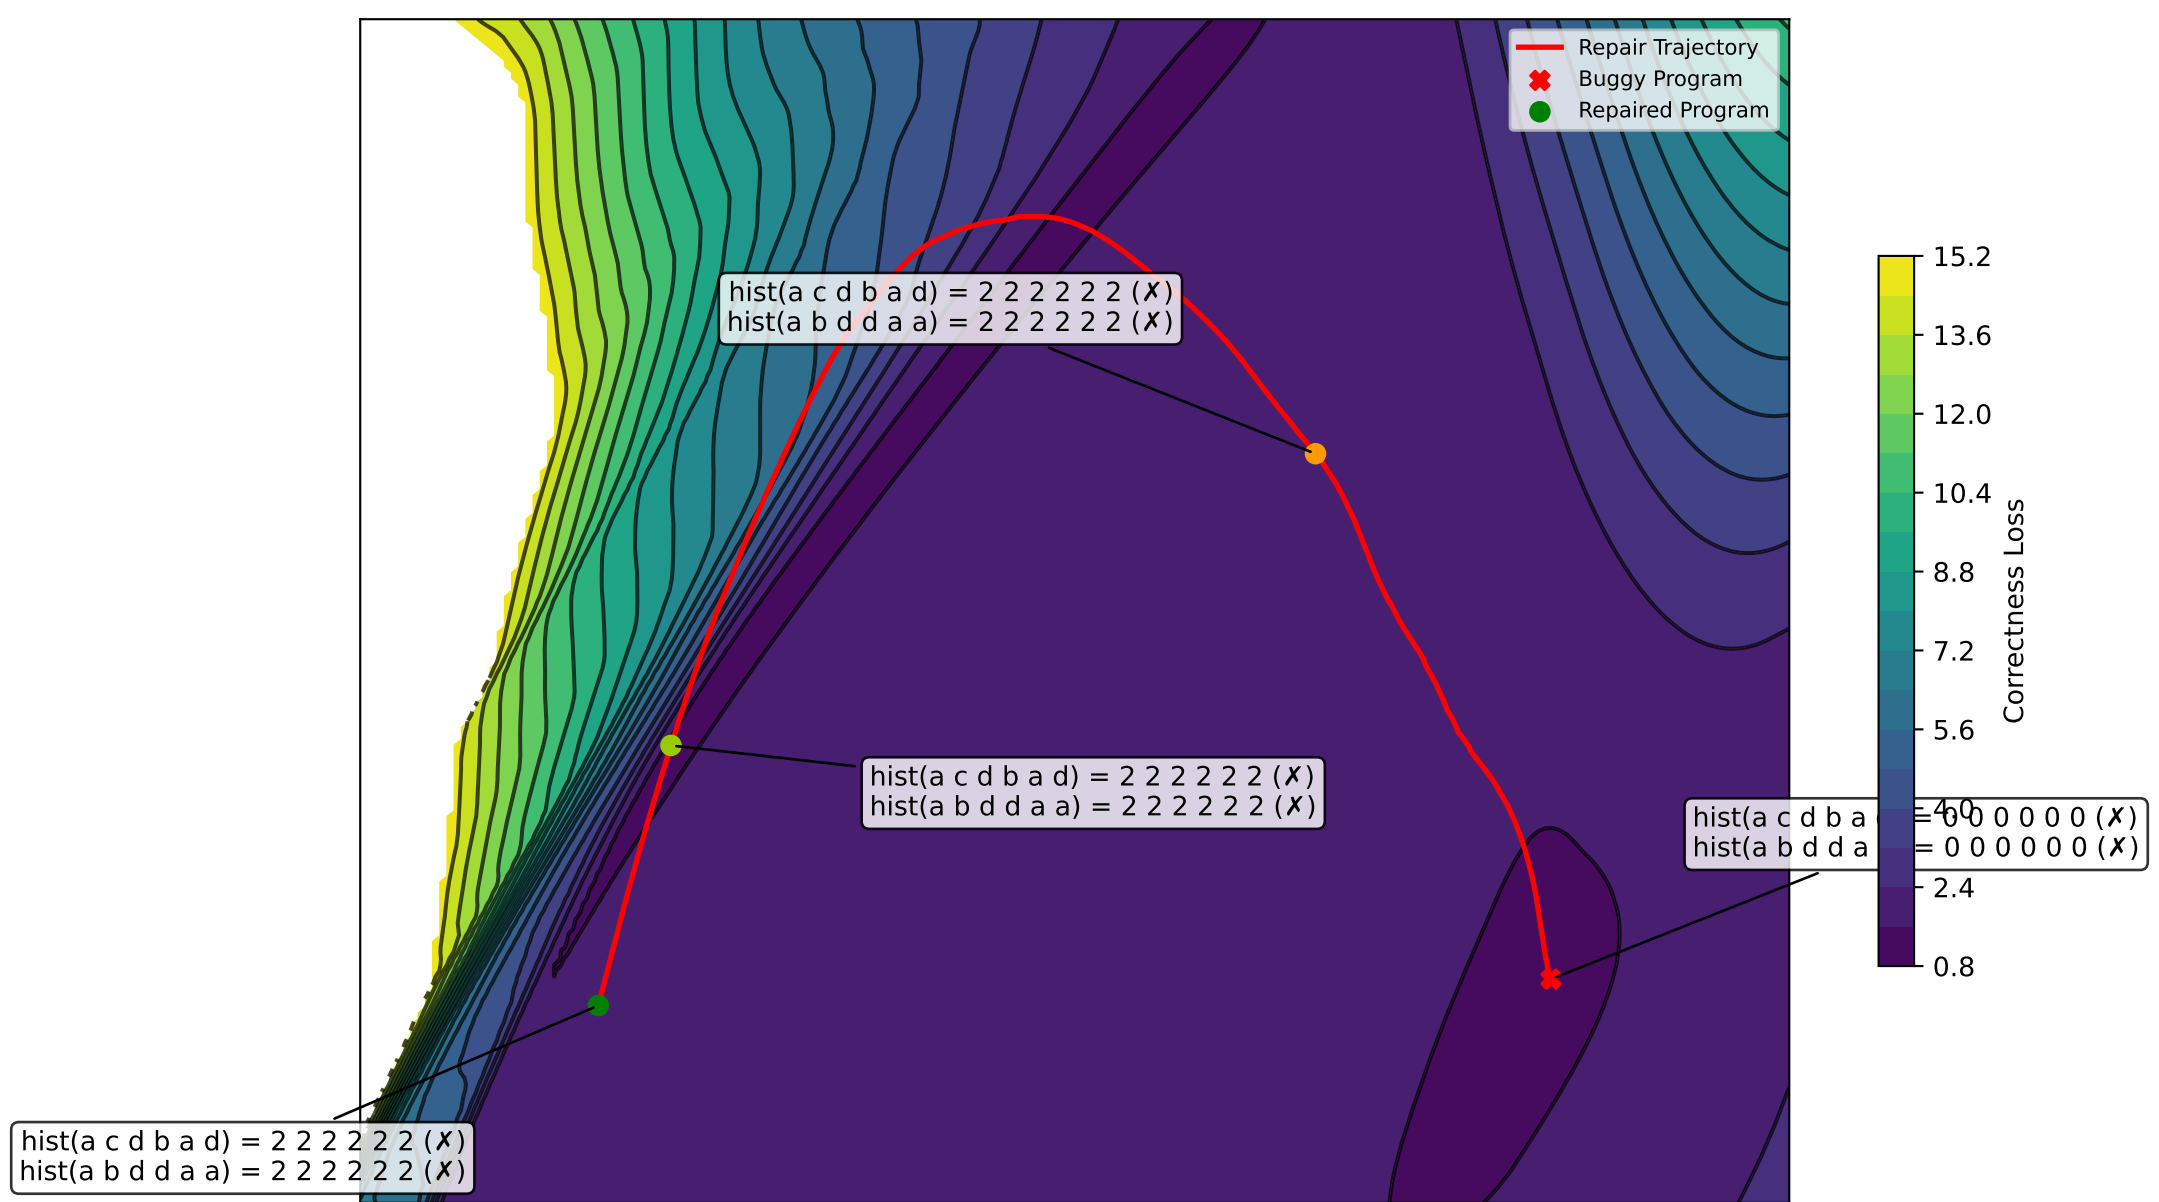 Repair Trajectory
Buggy Program
Repaired Program
hist(a c d b a d) = 2 2 2 2 2 2 (✗)
hist(a b d d a a) = 2 2 2 2 2 2 (✗)
hist(a c d b a d) = 2 2 2 2 2 2 (✗)
hist(a b d d a a) = 2 2 2 2 2 2 (✗)
hist(a c d b a = 0 0 0 0 0 0 (✗)
hist(a b d d a = 0 0 0 0 0 0 (✗)
hist(a c d b a d) = 2 2 2 2 2 2 (✗)
hist(a b d d a a) = 2 2 2 2 2 2 (✗)
15.2
13.6
12.0
10.4
8.8
7.2
5.6
4.0
2.4
0.8
Correctness Loss